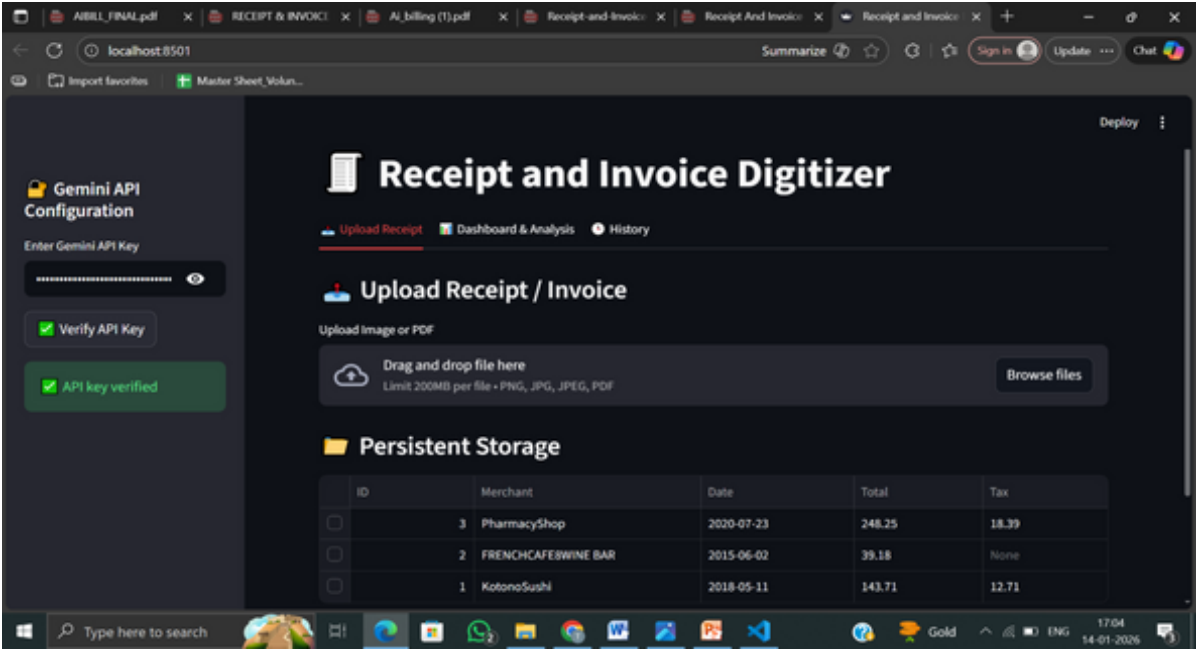 AIBILL_FINAL.pdf
RECEIPT & INVOICE
Ai_billing (1).pdf
Receipt-and-Invoice
Receipt And Invoice
Receipt and Invoice
localhost:8501
Summarize
Sign in
Update
Chat
Import favorites
Master Sheet_Volun...
Deploy
Gemini API
Configuration
Enter Gemini API Key
Verify API Key
API key verified
Receipt and Invoice Digitizer
Upload Receipt Dashboard & Analysis History
Upload Receipt / Invoice
Upload Image or PDF
Drag and drop file here
Limit 200MB per file • PNG, JPG, JPEG, PDF
Browse files
Persistent Storage
ID Merchant Date Total Tax
3 PharmacyShop 2020-07-23 248.25 18.39
2 FRENCHCAFE8WINE BAR 2015-06-02 39.18 None
1 KotonoSushi 2018-05-11 143.71 12.71
Type here to search
Gold
ENG
17:04
14-01-2026